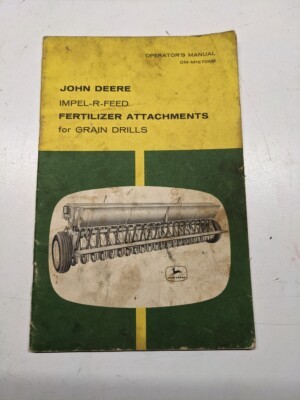 OPERATOR'S MANUAL
JOHN DEERE
IMPEL-R-FEED
FERTILIZER ATTACHMENTS
for GRAIN DRILLS